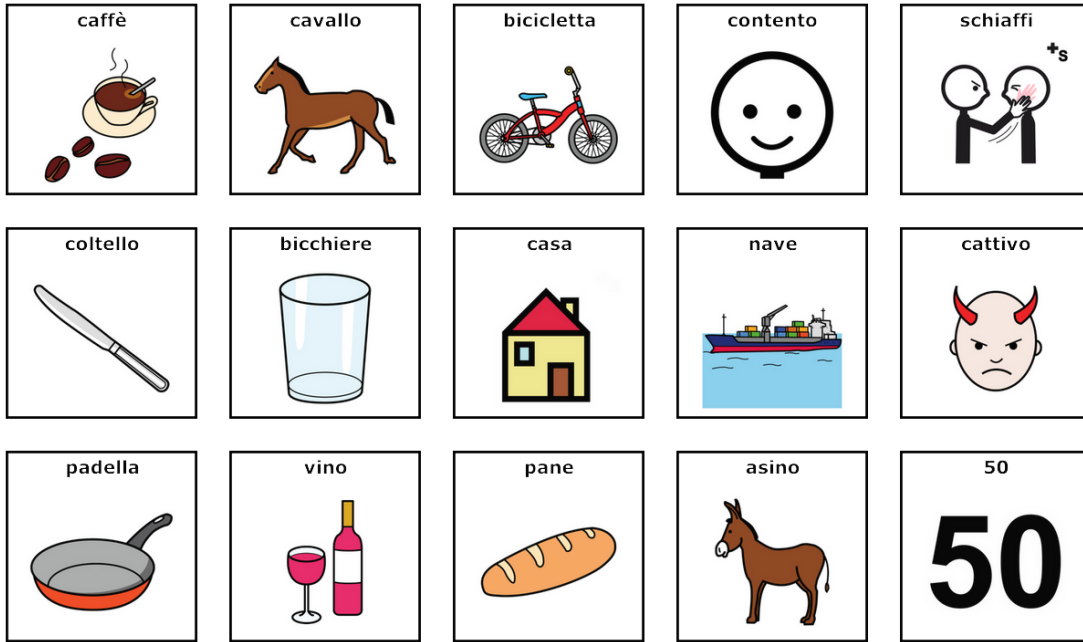 caffè
cavallo
bicicletta
contento
schiaffi
+s
coltello
bicchiere
casa
nave
cattivo
padella
vino
pane
asino
50
50